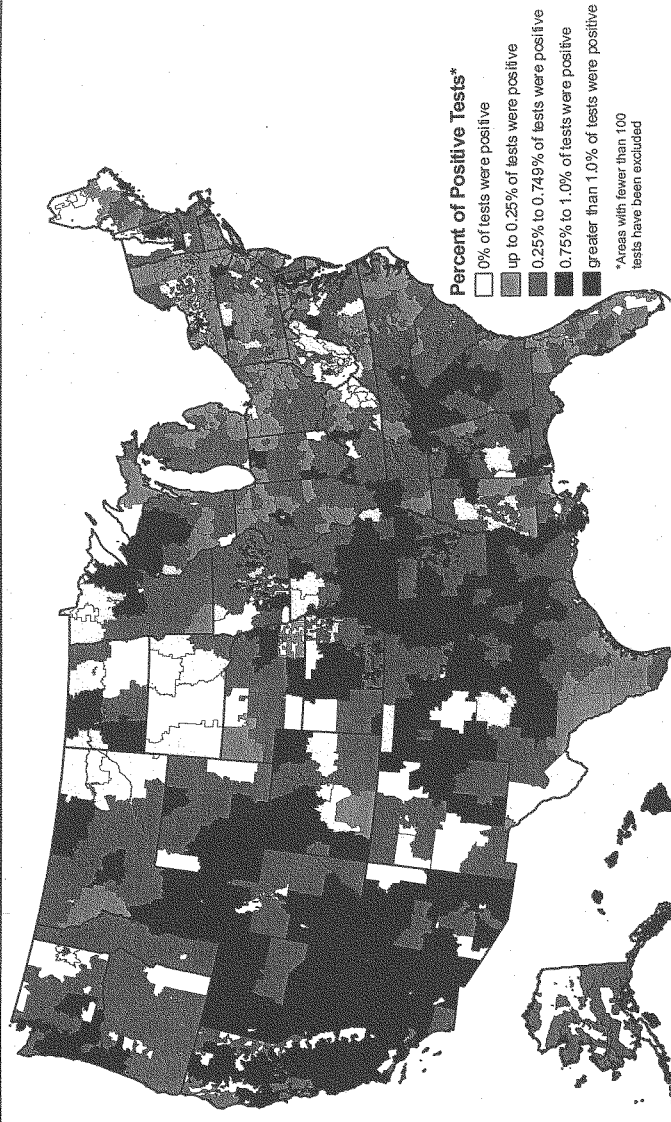 Percent of Positive Tests*
0% of tests were positive
up to 0.25% of tests were positive
0.25% to 0.749% of tests were positive
0.75% to 1.0% of tests were positive
greater than 1.0% of tests were positive
*Areas with fewer than 100
tests have been excluded